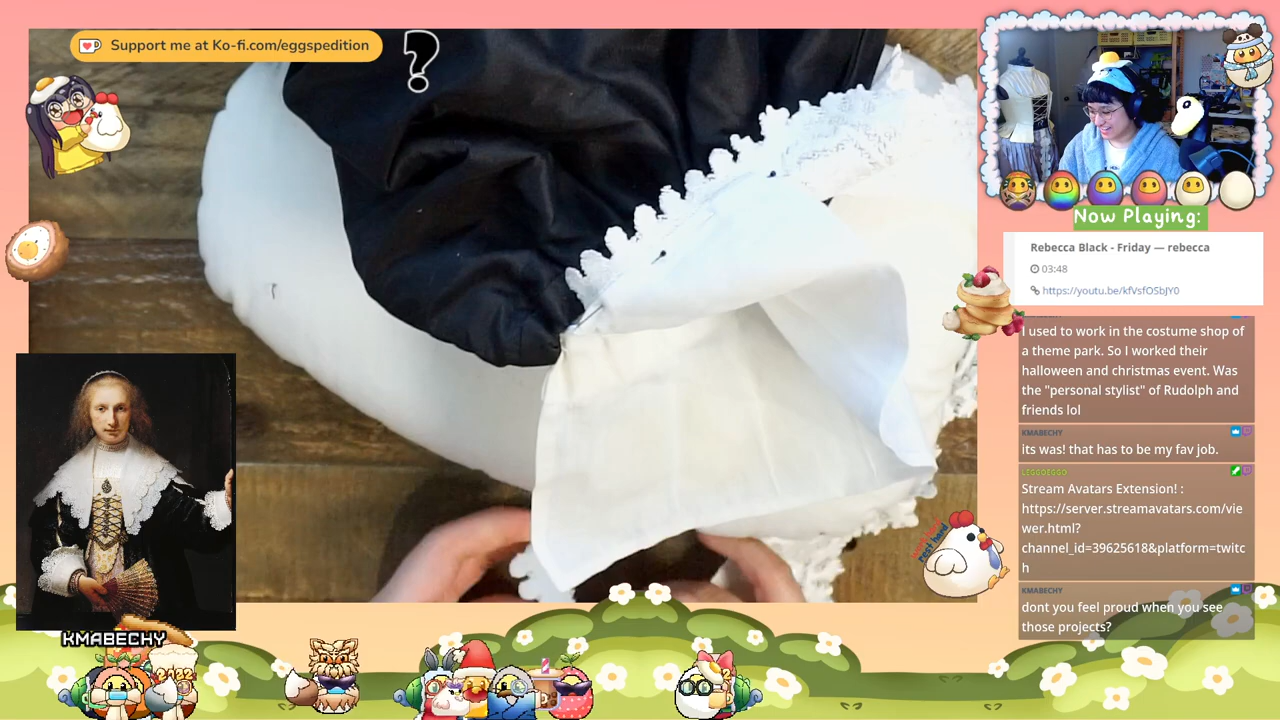 Support me at Ko-fi.com/eggspedition
?
Now Playing:
Rebecca Black - Friday — rebecca
03:48
https://youtu.be/kfVsfOSbJY0
I used to work in the costume shop of
a theme park. So I worked their
halloween and christmas event. Was
the "personal stylist" of Rudolph and
friends lol
KMABECHY
its was! that has to be my fav job.
LEGGOEGGO
Stream Avatars Extension! :
https://server.streamavatars.com/vie
wer.html?
channel_id=39625618&platform=twitc
h
KMABECHY
dont you feel proud when you see
those projects?
KMABECHY